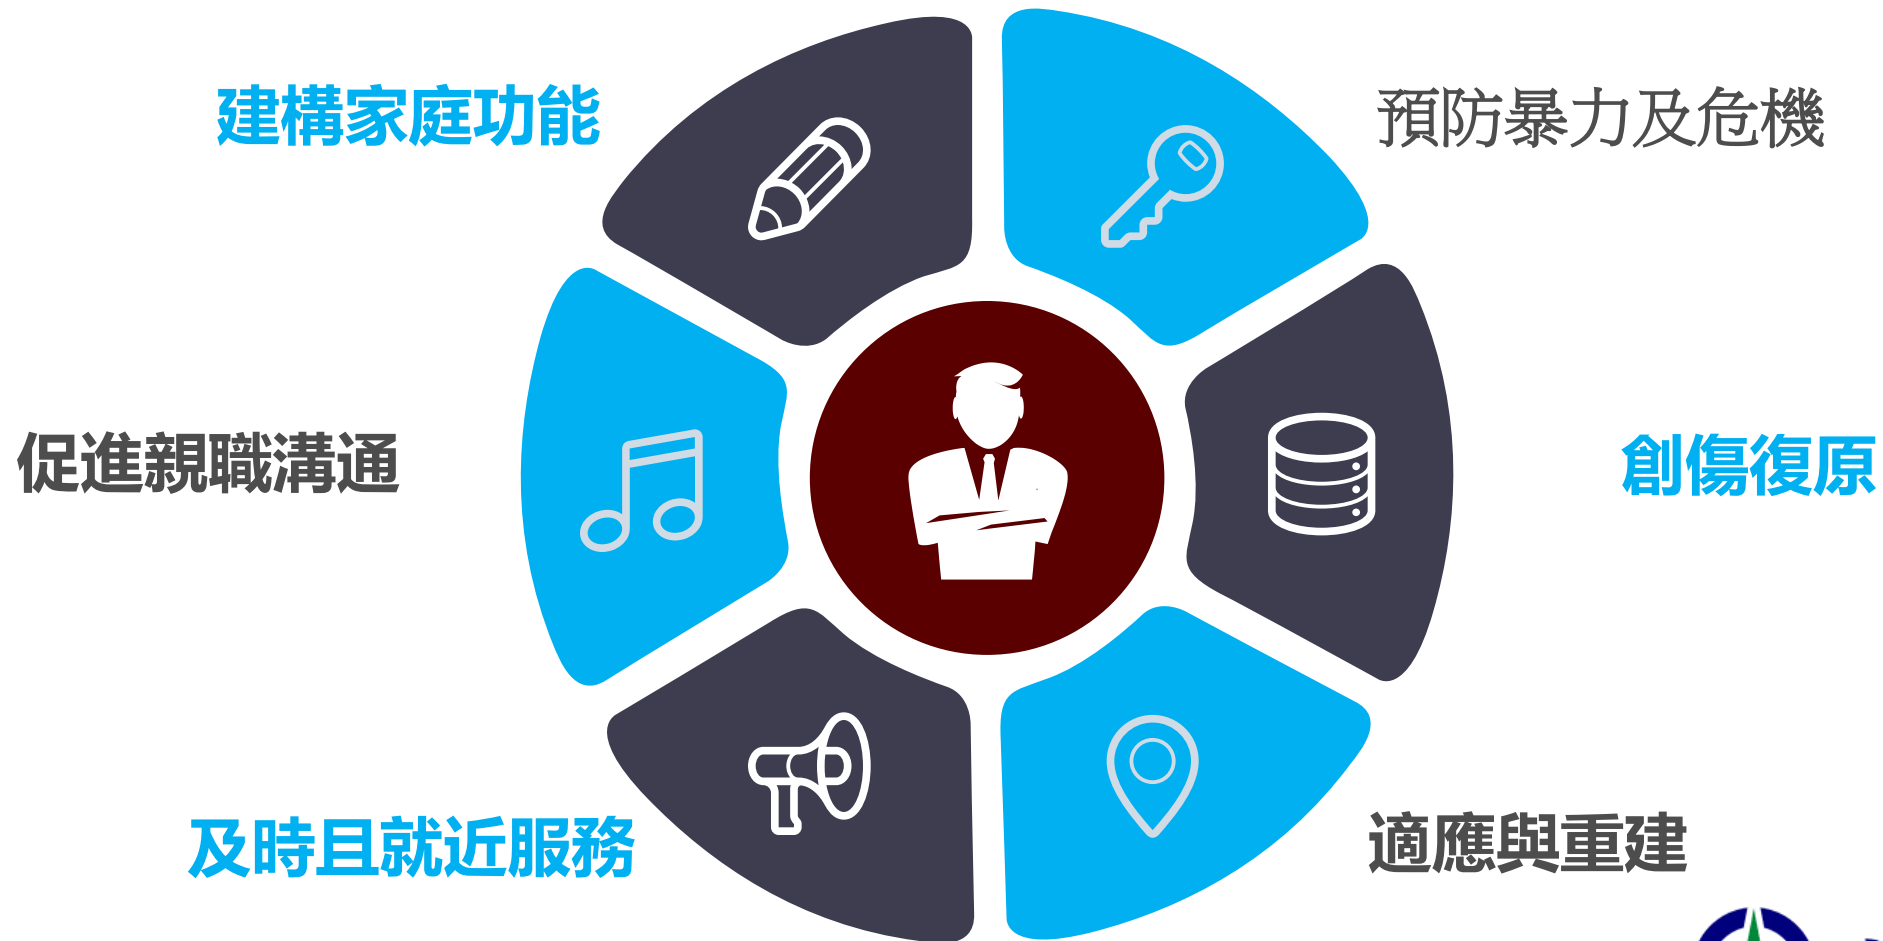 建構家庭功能
預防暴力及危機
促進親職溝通
創傷復原
及時且就近服務
適應與重建